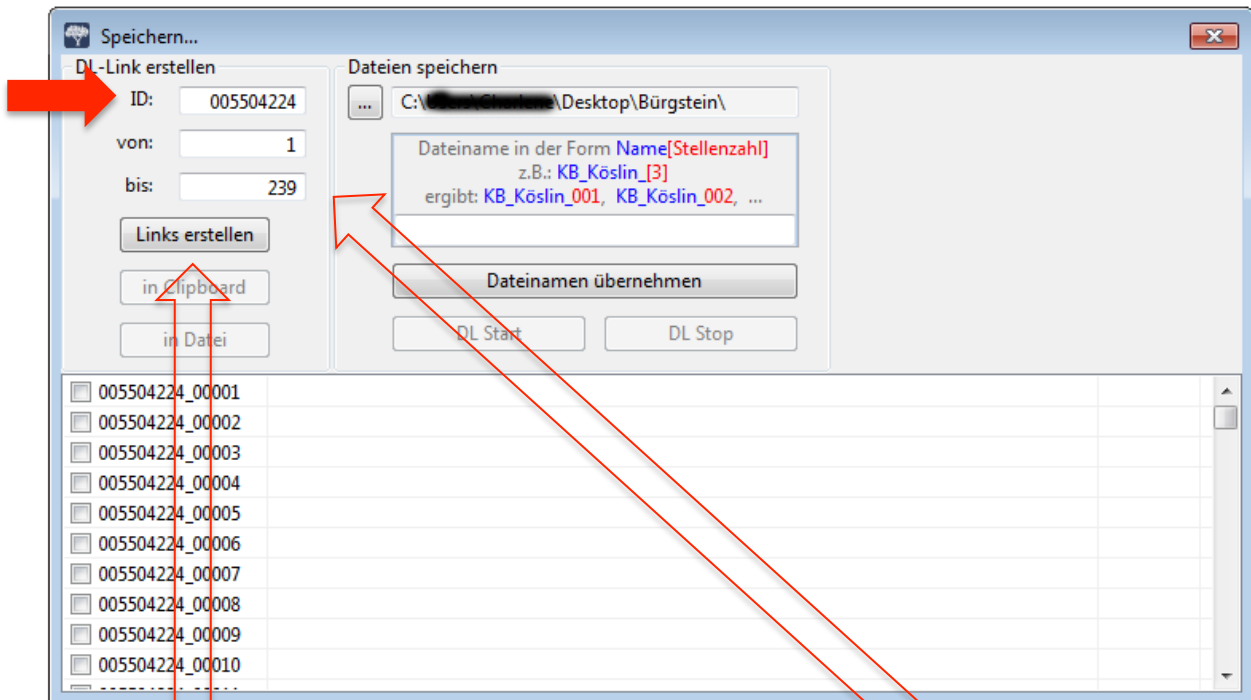 Speichern...
DL-Link erstellen
ID: 005504224
von: 1
bis: 239
Links erstellen
in Clipboard
in Datei
Dateien speichern
... C:\ \Desktop\Bürgstein\
Dateiname in der Form Name[Stellenzahl]
z.B.: KB_Köslin_[3]
ergibt: KB_Köslin_001, KB_Köslin_002, ...
Dateinamen übernehmen
DL Start DL Stop
005504224_00001
005504224_00002
005504224_00003
005504224_00004
005504224_00005
005504224_00006
005504224_00007
005504224_00008
005504224_00009
005504224_00010